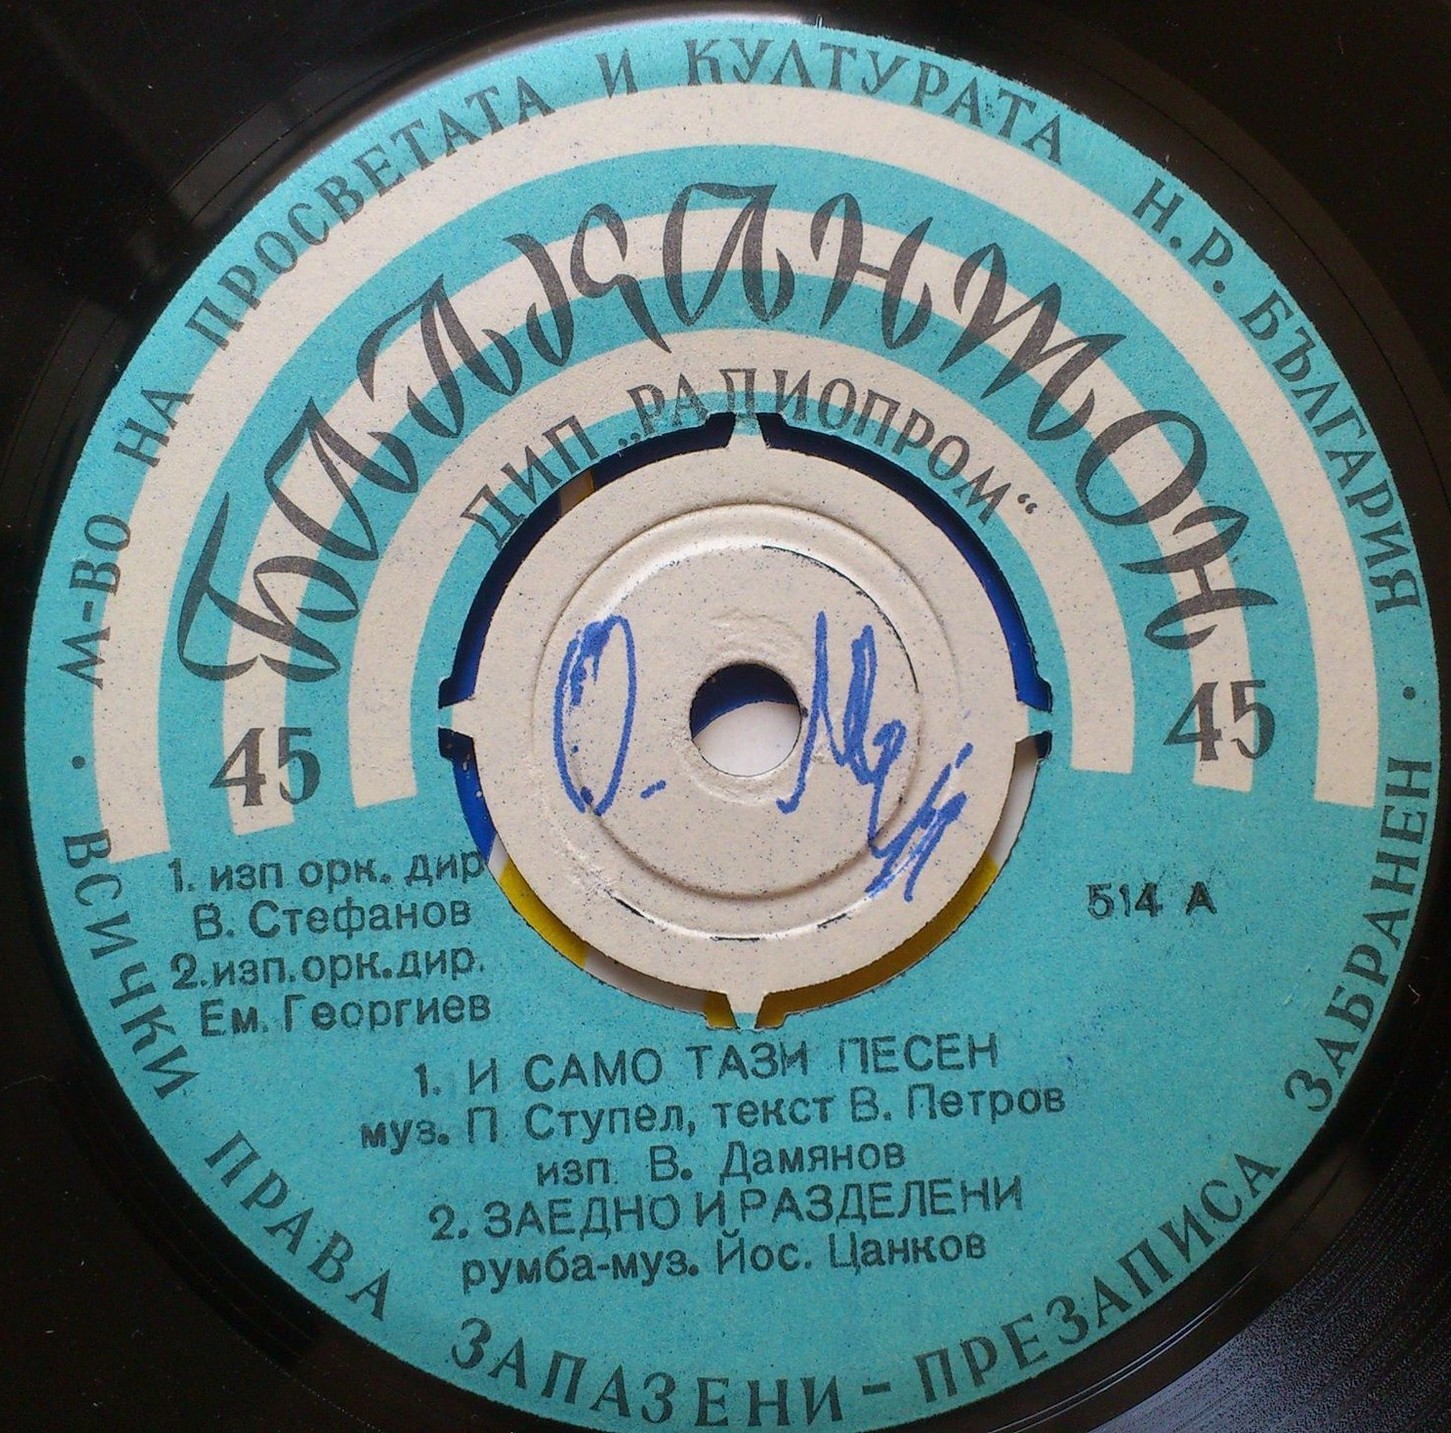 М-ВО НА ПРОСВЕТАТА И КУЛТУРАТА Н.Р. БЪЛГАРИЯ
БАЛКАНТОН
ДИП „РАДИОПРОМ“
45
45
1. изп орк. дир
В. Стефанов
2.изп.орк.дир.
Ем. Георгиев
514 А
1. И САМО ТАЗИ ПЕСЕН
муз. П Ступел, текст В. Петров
изп. В. Дамянов
2. ЗАЕДНО И РАЗДЕЛЕНИ
румба-муз. Йос. Цанков
· ВСИЧКИ ПРАВА ЗАПАЗЕНИ – ПРЕЗАПИСА ЗАБРАНЕН ·